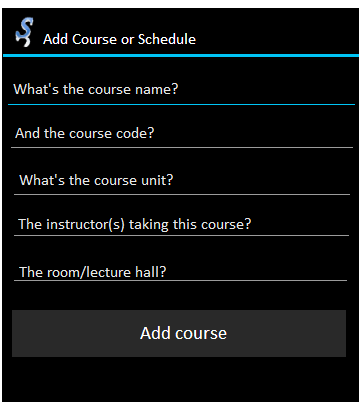 Add Course or Schedule
What's the course name?
And the course code?
What's the course unit?
The instructor(s) taking this course?
The room/lecture hall?
Add course